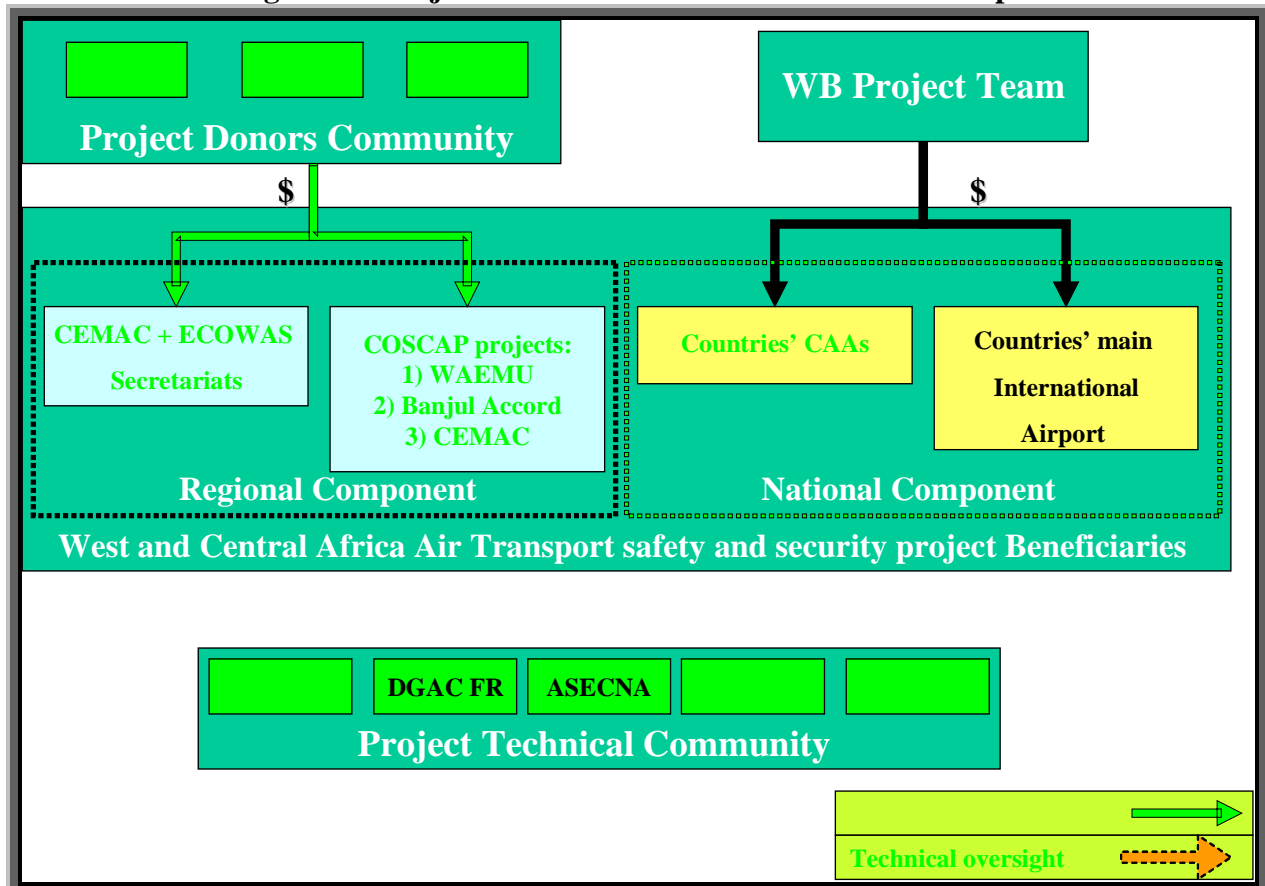 Project Donors Community
WB Project Team
$
$
CEMAC + ECOWAS
Secretariats
COSCAP projects:
1) WAEMU
2) Banjul Accord
3) CEMAC
Countries' CAAs
Countries' main
International
Airport
Regional Component
National Component
West and Central Africa Air Transport safety and security project Beneficiaries
DGAC FR
ASECNA
Project Technical Community
Technical oversight